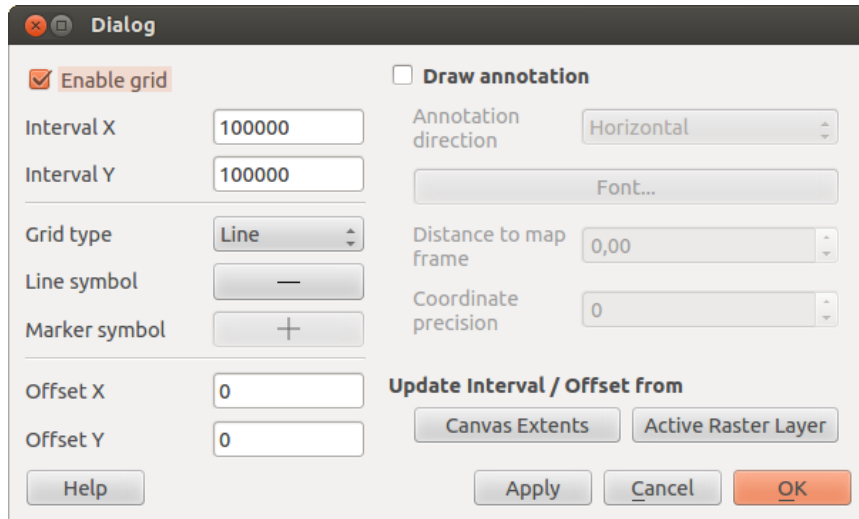 Dialog
Enable grid
Interval X 100000
Interval Y 100000
Grid type Line
Line symbol
Marker symbol
Offset X 0
Offset Y 0
Draw annotation
Annotation
direction
Horizontal
Font...
Distance to map
frame
0,00
Coordinate
precision
0
Update Interval / Offset from
Canvas Extents Active Raster Layer
Help Apply Cancel OK